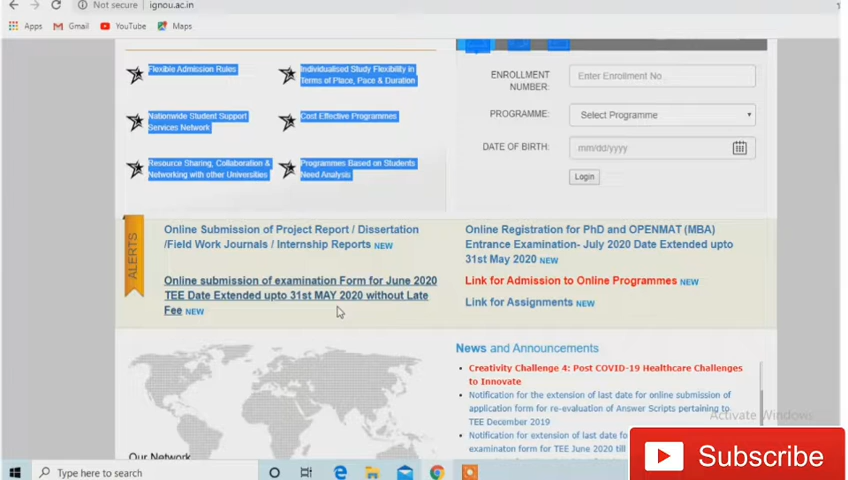 Not secure | ignou.ac.in
Apps Gmail YouTube Maps
Flexible Admission Rules
Individualised Study Flexibility in
Terms of Place, Pace & Duration
Nationwide Student Support
Services Network
Cost Effective Programmes
Resource Sharing, Collaboration &
Networking with other Universities
Programmes Based on Students
Need Analysis
ENROLLMENT
NUMBER:
Enter Enrollment No
PROGRAMME:
Select Programme
DATE OF BIRTH:
mm/dd/yyyy
Login
ALERTS
Online Submission of Project Report / Dissertation
/Field Work Journals / Internship Reports NEW
Online submission of examination Form for June 2020
TEE Date Extended upto 31st MAY 2020 without Late
Fee NEW
Online Registration for PhD and OPENMAT (MBA)
Entrance Examination- July 2020 Date Extended upto
31st May 2020 NEW
Link for Admission to Online Programmes NEW
Link for Assignments NEW
Our Network
News and Announcements
Creativity Challenge 4: Post COVID-19 Healthcare Challenges
to Innovate
Notification for the extension of last date for online submission of
application form for re-evaluation of Answer Scripts pertaining to
TEE December 2019
Notification for extension of last date fo
examinaton form for TEE June 2020 till
Activate Windows
Subscribe
Type here to search